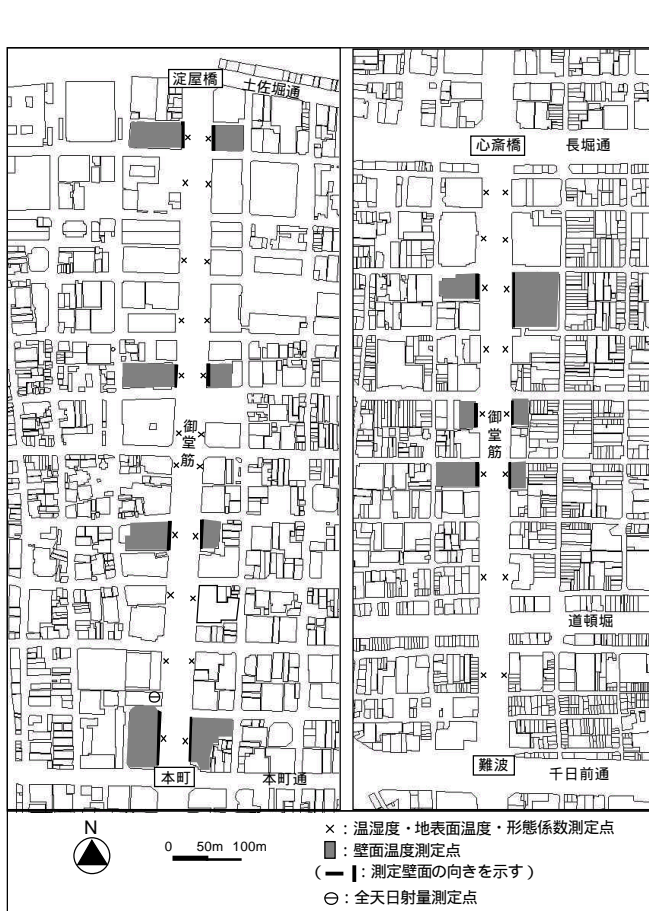 淀屋橋
土佐堀通
御堂筋
本町
本町通
心斎橋
長堀通
御堂筋
道頓堀
難波
千日前通
N
0 50m 100m
×:温湿度・地表面温度・形態係数測定点
:壁面温度測定点
( :測定壁面の向きを示す)
:全天日射量測定点